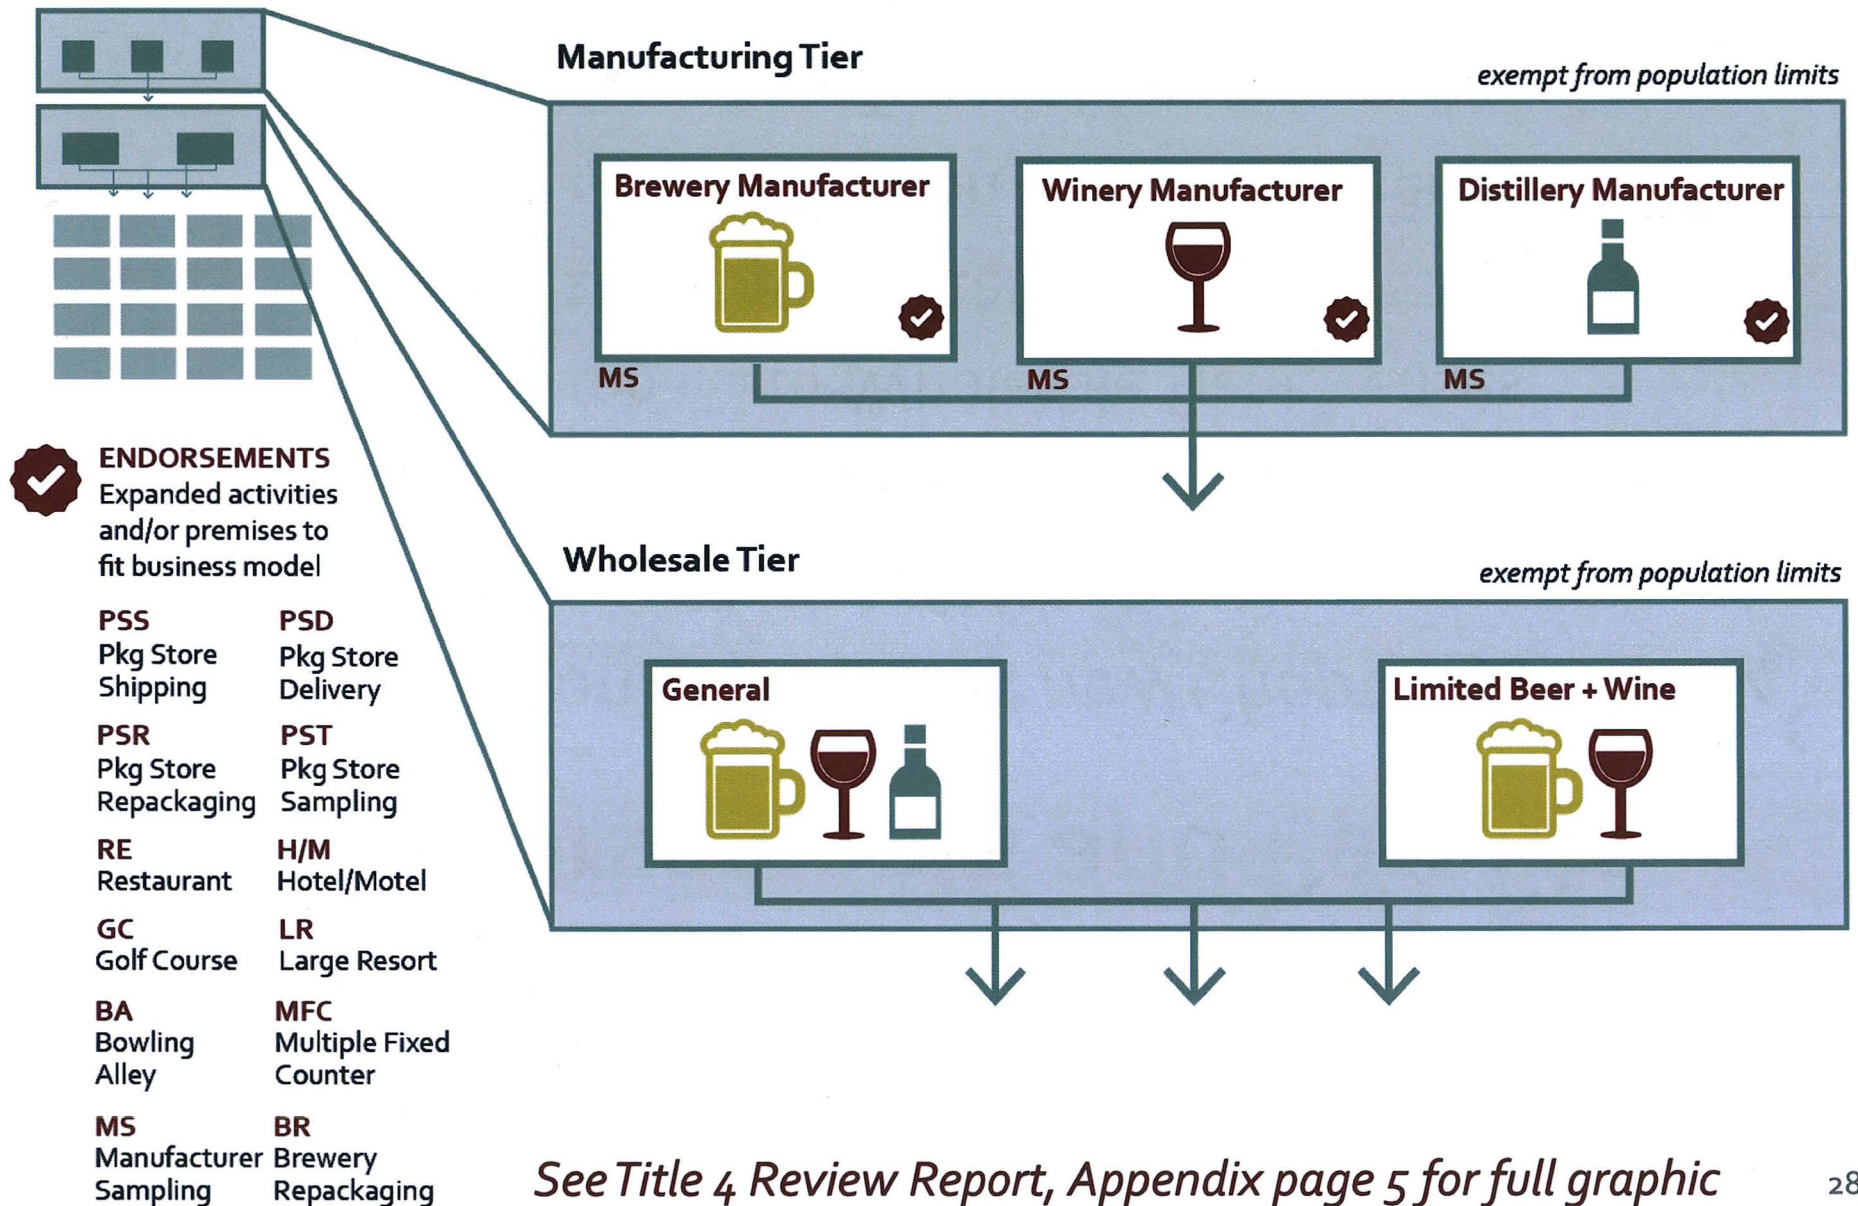 Manufacturing Tier
exempt from population limits
Brewery Manufacturer
Winery Manufacturer
Distillery Manufacturer
MS
MS
MS
ENDORSEMENTS
Expanded activities
and/or premises to
fit business model
Wholesale Tier
exempt from population limits
General
Limited Beer + Wine
PSS
Pkg Store
Shipping
PSD
Pkg Store
Delivery
PSR
Pkg Store
Repackaging
PST
Pkg Store
Sampling
RE
Restaurant
H/M
Hotel/Motel
GC
Golf Course
LR
Large Resort
BA
Bowling
Alley
MFC
Multiple Fixed
Counter
MS
Manufacturer
Sampling
BR
Brewery
Repackaging
See Title 4 Review Report, Appendix page 5 for full graphic
28